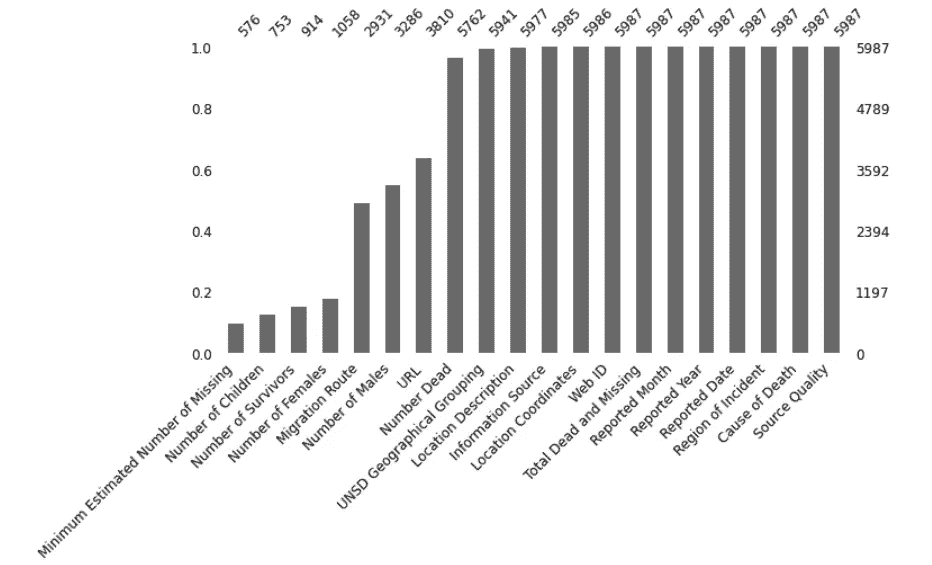 576
753
914
1058
2931
3286
3810
5762
5941
5977
5985
5986
5987
5987
5987
5987
5987
5987
5987
5987
1.0
5987
0.8
4789
0.6
3592
0.4
2394
0.2
1197
0.0
0
Minimum Estimated Number of Missing
Number of Children
Number of Survivors
Number of Females
Migration Route
Number of Males
URL
Number Dead
UNSD Geographical Grouping
Location Description
Information Source
Location Coordinates
Web ID
Total Dead and Missing
Reported Month
Reported Year
Reported Date
Region of Incident
Cause of Death
Source Quality